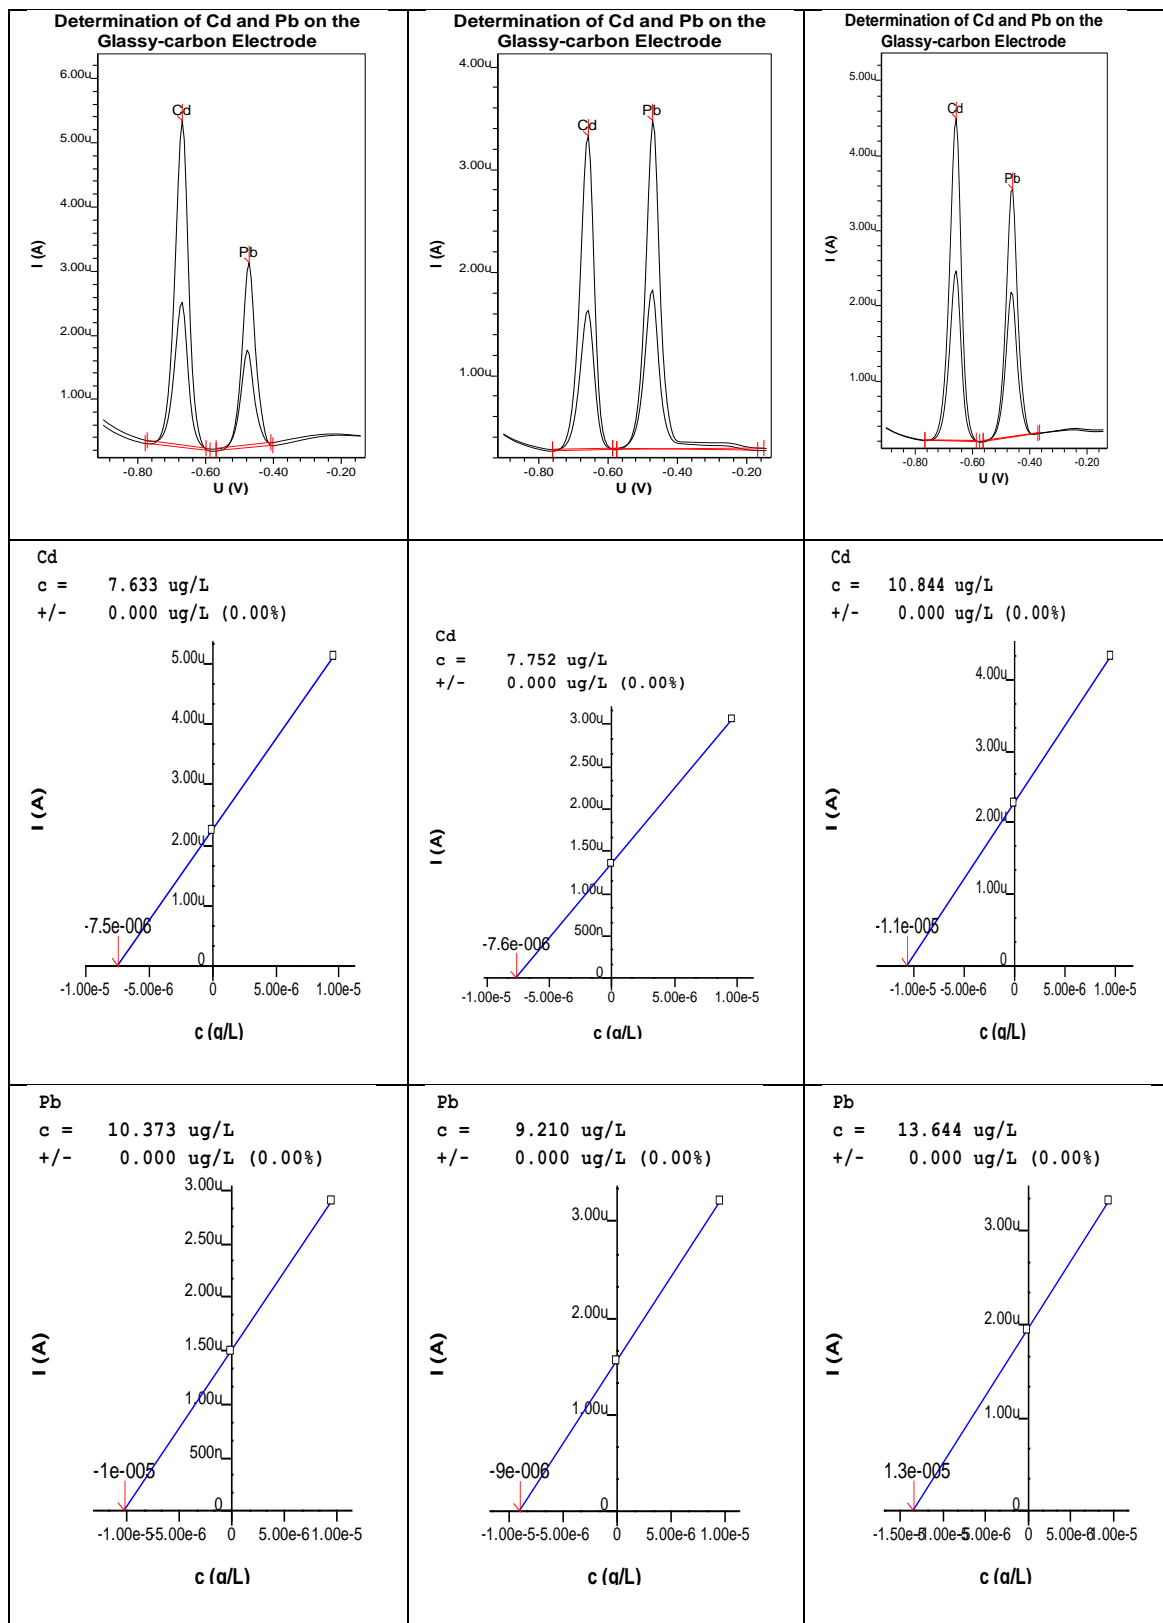 Determination of Cd and Pb on the
Glassy-carbon Electrode
6.00u
5.00u
4.00u
3.00u
2.00u
1.00u
Cd
Pb
I (A)
-0.80 -0.60 -0.40 -0.20
U (V)
Determination of Cd and Pb on the
Glassy-carbon Electrode
4.00u
3.00u
2.00u
1.00u
Cd
Pb
I (A)
-0.80 -0.60 -0.40 -0.20
U (V)
Determination of Cd and Pb on the
Glassy-carbon Electrode
5.00u
4.00u
3.00u
2.00u
1.00u
Cd
Pb
I (A)
-0.80 -0.60 -0.40 -0.20
U (V)
Cd
c = 7.633 ug/L
+/- 0.000 ug/L (0.00%)
5.00u
4.00u
3.00u
2.00u
1.00u
0
-7.5e-006
I (A)
-1.00e-5 -5.00e-6 0 5.00e-6 1.00e-5
c (g/L)
Cd
c = 7.752 ug/L
+/- 0.000 ug/L (0.00%)
3.00u
2.50u
2.00u
1.50u
1.00u
500n
0
-7.6e-006
I (A)
-1.00e-5 -5.00e-6 0 5.00e-6 1.00e-5
c (g/L)
Cd
c = 10.844 ug/L
+/- 0.000 ug/L (0.00%)
4.00u
3.00u
2.00u
1.00u
0
-1.1e-005
I (A)
-1.00e-5 -5.00e-6 0 5.00e-6 1.00e-5
c (g/L)
Pb
c = 10.373 ug/L
+/- 0.000 ug/L (0.00%)
3.00u
2.50u
2.00u
1.50u
1.00u
500n
0
-1e-005
I (A)
-1.00e-5 -5.00e-6 0 5.00e-6 1.00e-5
c (g/L)
Pb
c = 9.210 ug/L
+/- 0.000 ug/L (0.00%)
3.00u
2.00u
1.00u
0
-9e-006
I (A)
-1.00e-5 -5.00e-6 0 5.00e-6 1.00e-5
c (g/L)
Pb
c = 13.644 ug/L
+/- 0.000 ug/L (0.00%)
3.00u
2.00u
1.00u
0
1.3e-005
I (A)
-1.50e-5 -1.00e-5 -5.00e-6 0 5.00e-6 1.00e-5
c (g/L)